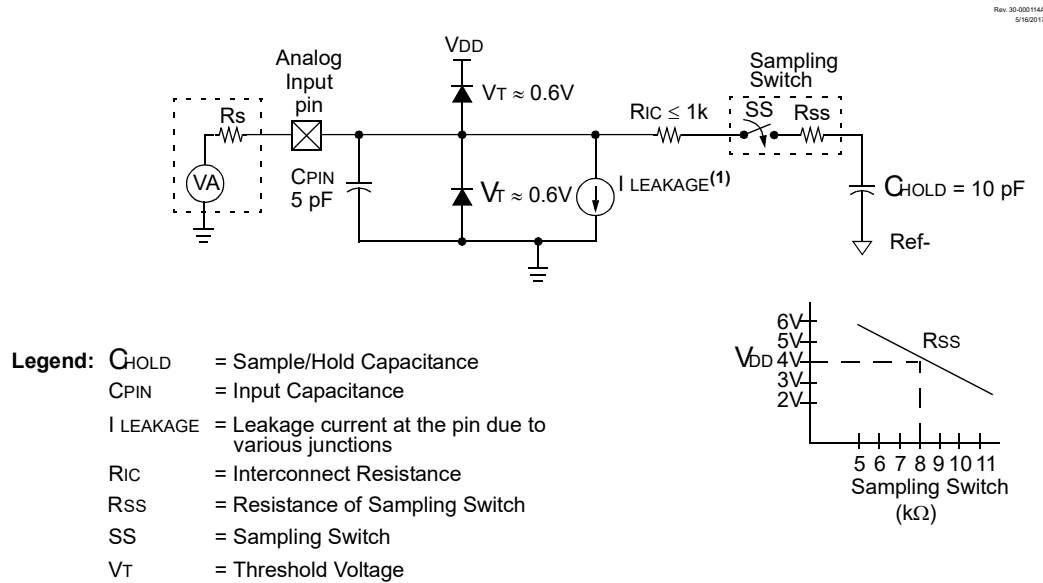 Rev. 30-000114A
5/16/2017
VDD
Analog
Input
pin
VT ≈ 0.6V
Sampling
Switch
RS
RIC ≤ 1k
SS
RSS
VA
CPIN
5 pF
VT ≈ 0.6V
I LEAKAGE(1)
CHOLD = 10 pF
Ref-
Legend:
CHOLD = Sample/Hold Capacitance
CPIN = Input Capacitance
I LEAKAGE = Leakage current at the pin due to
various junctions
RIC = Interconnect Resistance
RSS = Resistance of Sampling Switch
SS = Sampling Switch
VT = Threshold Voltage
6V
5V
VDD 4V
3V
2V
RSS
5 6 7 8 9 10 11
Sampling Switch
(kΩ)